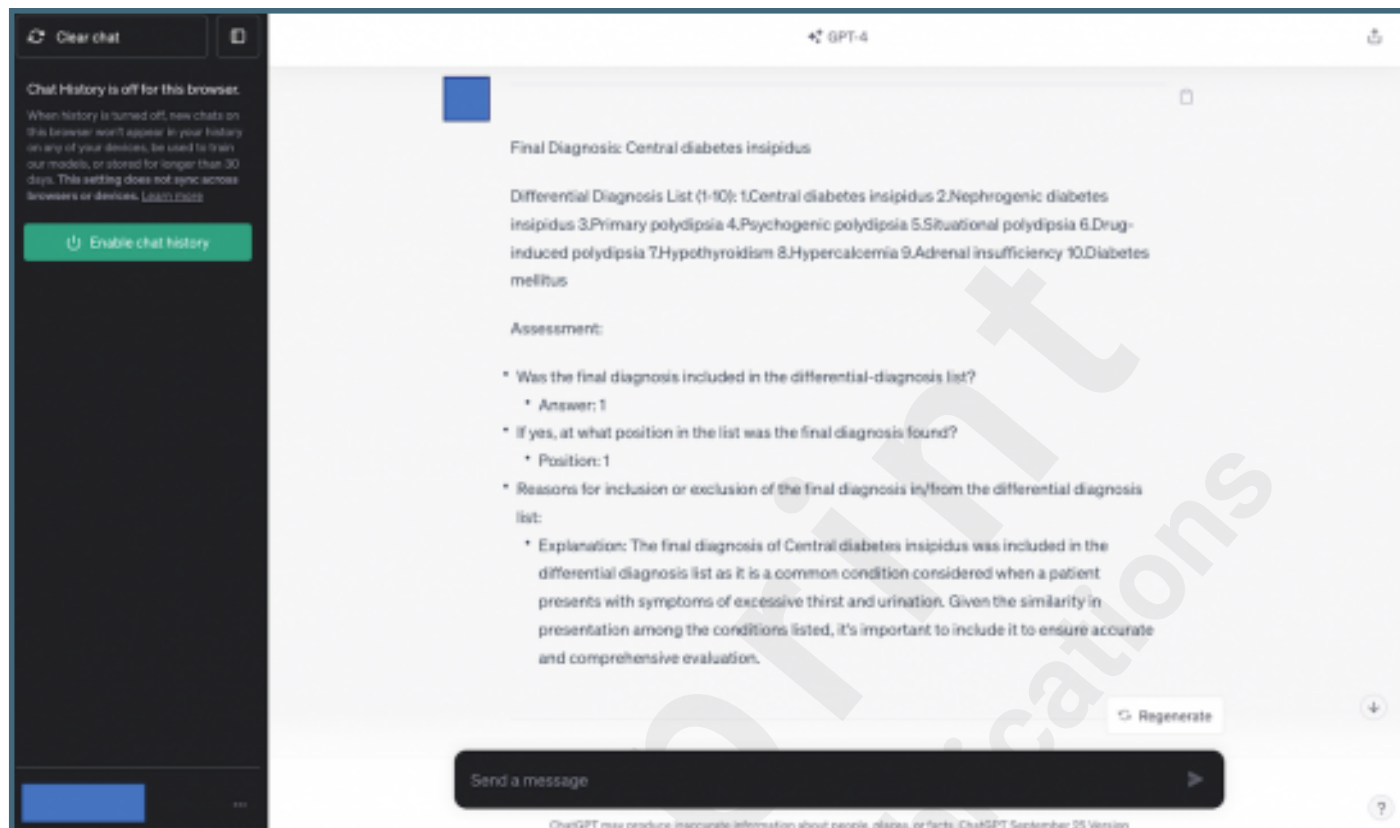 Clear chat
GPT-4
Chat History is off for this browser.
When history is turned off, new chats on
this browser won't appear in your history
on any of your devices, be used to train
our models, or stored for longer than 30
days. This setting does not sync across
browsers or devices. Learn more
Enable chat history
Final Diagnosis: Central diabetes insipidus
Differential Diagnosis List (1-10): 1.Central diabetes insipidus 2.Nephrogenic diabetes
insipidus 3.Primary polydipsia 4.Psychogenic polydipsia 5.Situational polydipsia 6.Drug-
induced polydipsia 7.Hypothyroidism 8.Hypercalcemia 9.Adrenal insufficiency 10.Diabetes
mellitus
Assessment:
• Was the final diagnosis included in the differential-diagnosis list?
• Answer: 1
• If yes, at what position in the list was the final diagnosis found?
• Position: 1
• Reasons for inclusion or exclusion of the final diagnosis in/from the differential diagnosis
list:
• Explanation: The final diagnosis of Central diabetes insipidus was included in the
differential diagnosis list as it is a common condition considered when a patient
presents with symptoms of excessive thirst and urination. Given the similarity in
presentation among the conditions listed, it's important to include it to ensure accurate
and comprehensive evaluation.
Regenerate
Send a message
ChatGPT may produce inaccurate information about people, places, or facts. ChatGPT September 25 Version
?
print
ications